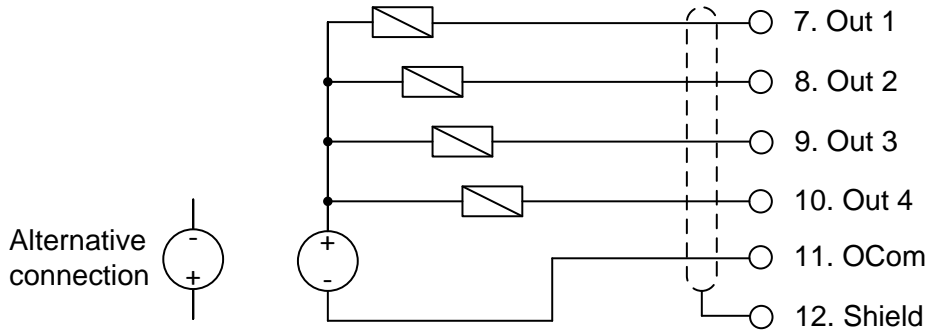 7. Out 1
8. Out 2
9. Out 3
10. Out 4
Alternative
connection
-
+
+
-
11. OCom
12. Shield